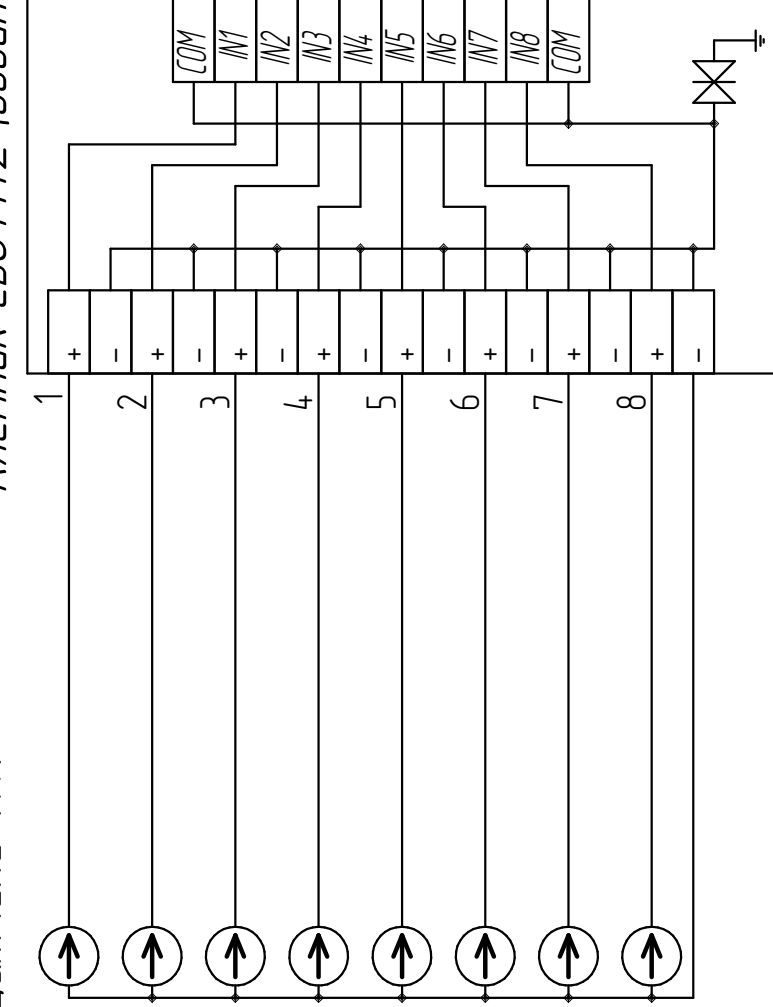 COM
IN1
IN2
IN3
IN4
IN5
IN6
IN7
IN8
COM
+ - + - + - + - + - + - + - + -
1 2 3 4 5 6 7 8